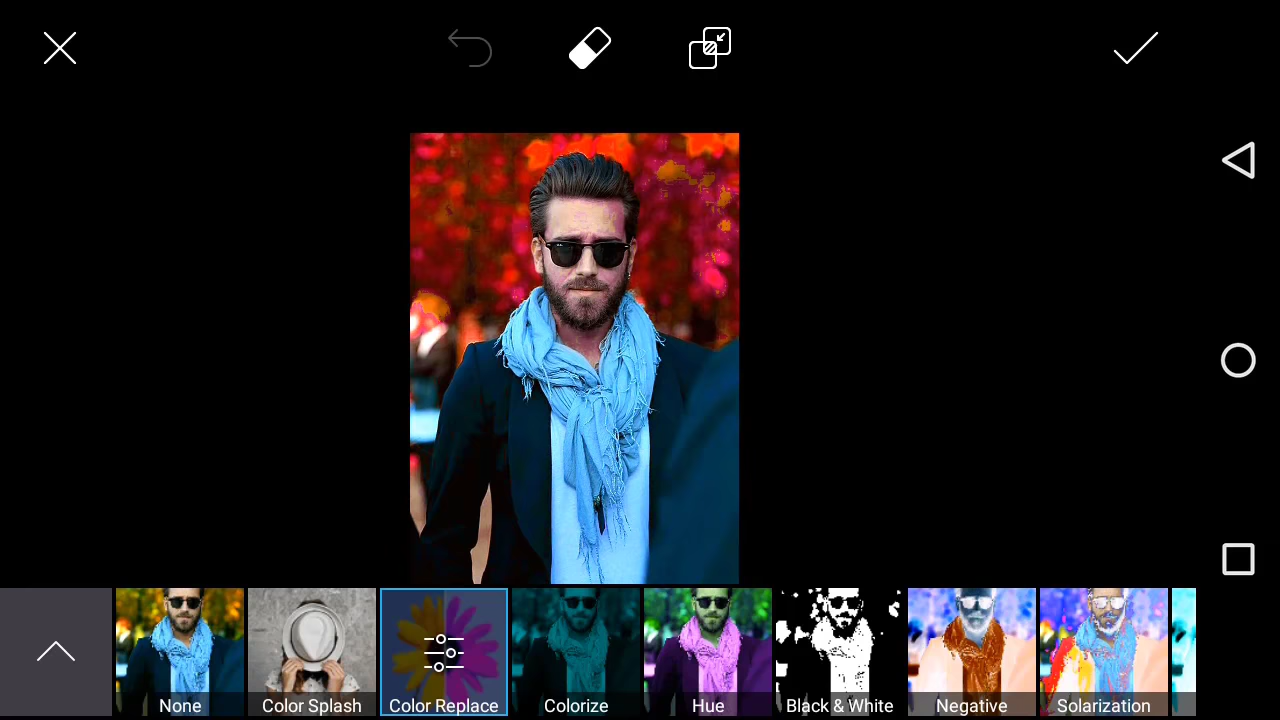 None
Color Splash
Color Replace
Colorize
Hue
Black & White
Negative
Solarization